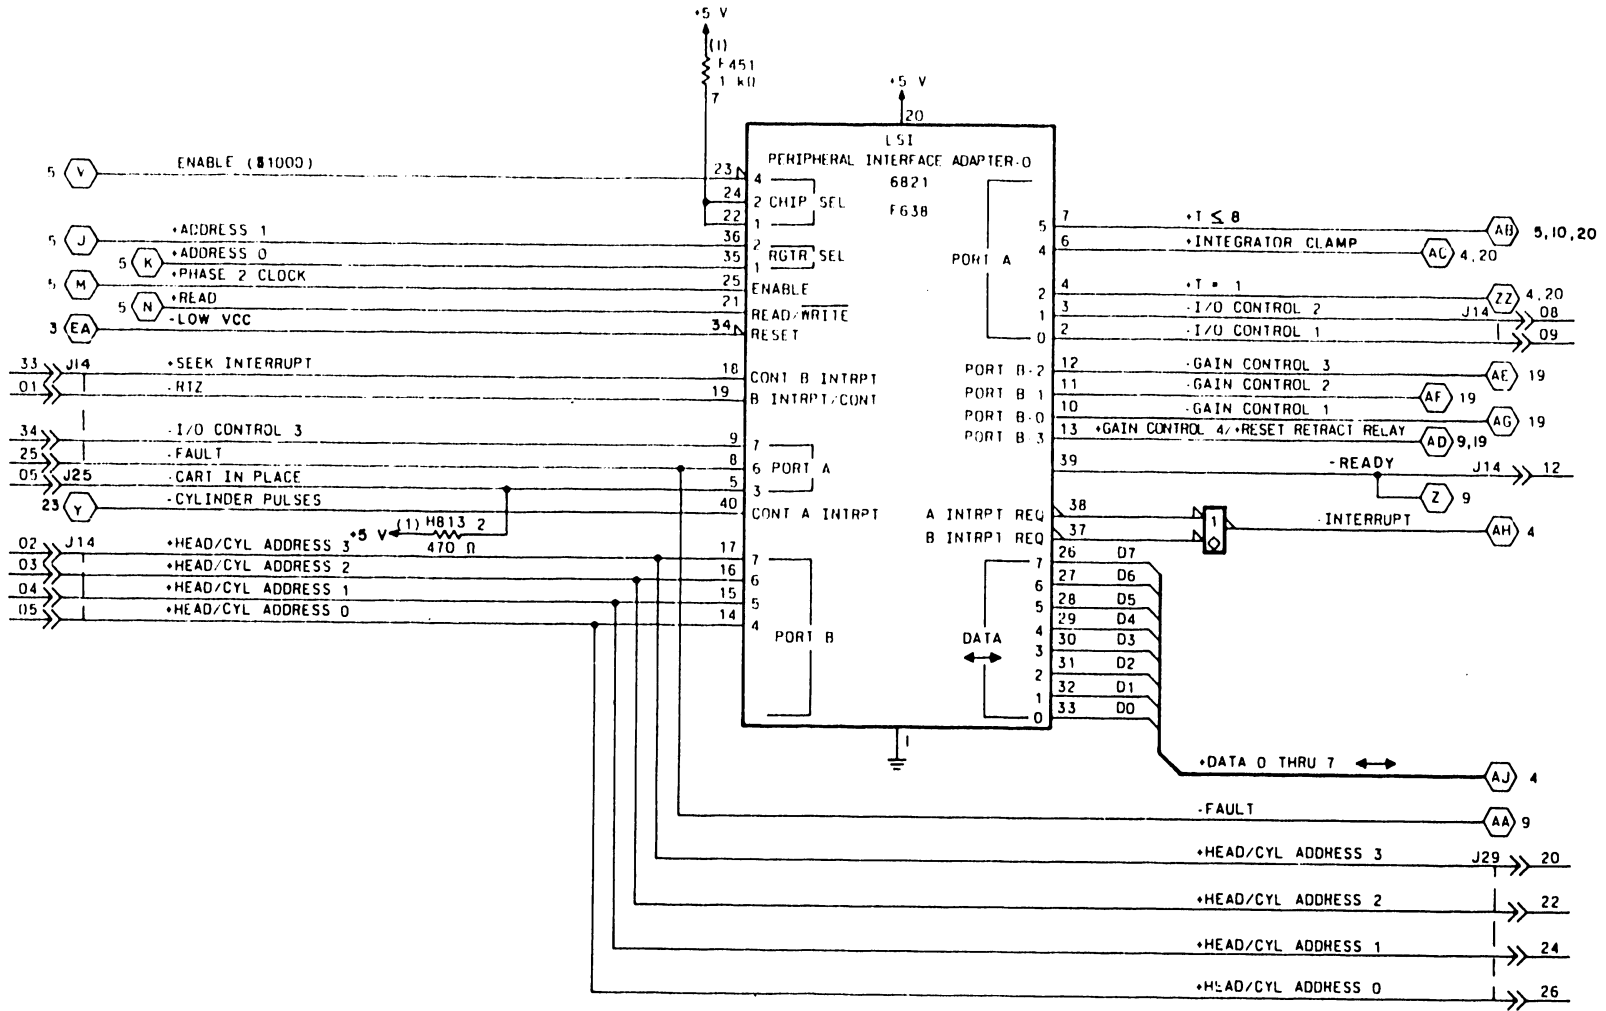 +5 V
(1)
F451
1 kΩ
7
+5 V
20
LSI
PERIPHERAL INTERFACE ADAPTER-0
6821
F638
5 V ENABLE ($1000) 23 4
24 2 CHIP SEL
22 1
5 J +ADDRESS 1 36 2
5 K +ADDRESS 0 35 1 RGTR SEL
5 M +PHASE 2 CLOCK 25 ENABLE
5 N +READ 21 READ/WRITE
3 EA -LOW VCC 34 RESET
33 J14 +SEEK INTERRUPT 18 CONT B INTRPT
01 -RTZ 19 B INTRPT/CONT
34 -I/O CONTROL 3 9 7
25 -FAULT 8 6 PORT A
05 J25 -CART IN PLACE 5 3
23 Y -CYLINDER PULSES 40 CONT A INTRPT
+5 V (1) H813 2
470 Ω
02 J14 +HEAD/CYL ADDRESS 3 17 7
03 +HEAD/CYL ADDRESS 2 16 6
04 +HEAD/CYL ADDRESS 1 15 5
05 +HEAD/CYL ADDRESS 0 14 4
PORT B
PORT A
5 7 +T ≤ 8 AB 5,10,20
4 6 +INTEGRATOR CLAMP AC 4,20
2 4 +T = 1 ZZ 4,20
1 3 -I/O CONTROL 2 J14 08
0 2 -I/O CONTROL 1 09
PORT B-2 12 -GAIN CONTROL 3 AE 19
PORT B-1 11 -GAIN CONTROL 2 AF 19
PORT B-0 10 -GAIN CONTROL 1 AG 19
PORT B-3 13 +GAIN CONTROL 4/+RESET RETRACT RELAY AD 9,19
39 -READY J14 12
Z 9
A INTRPT REQ 38
B INTRPT REQ 37
1 -INTERRUPT AH 4
7 26 D7
6 27 D6
5 28 D5
4 29 D4
DATA
3 30 D3
2 31 D2
1 32 D1
0 33 D0
1
+DATA 0 THRU 7 AJ 4
-FAULT AA 9
+HEAD/CYL ADDRESS 3 J29 20
+HEAD/CYL ADDRESS 2 22
+HEAD/CYL ADDRESS 1 24
+HEAD/CYL ADDRESS 0 26